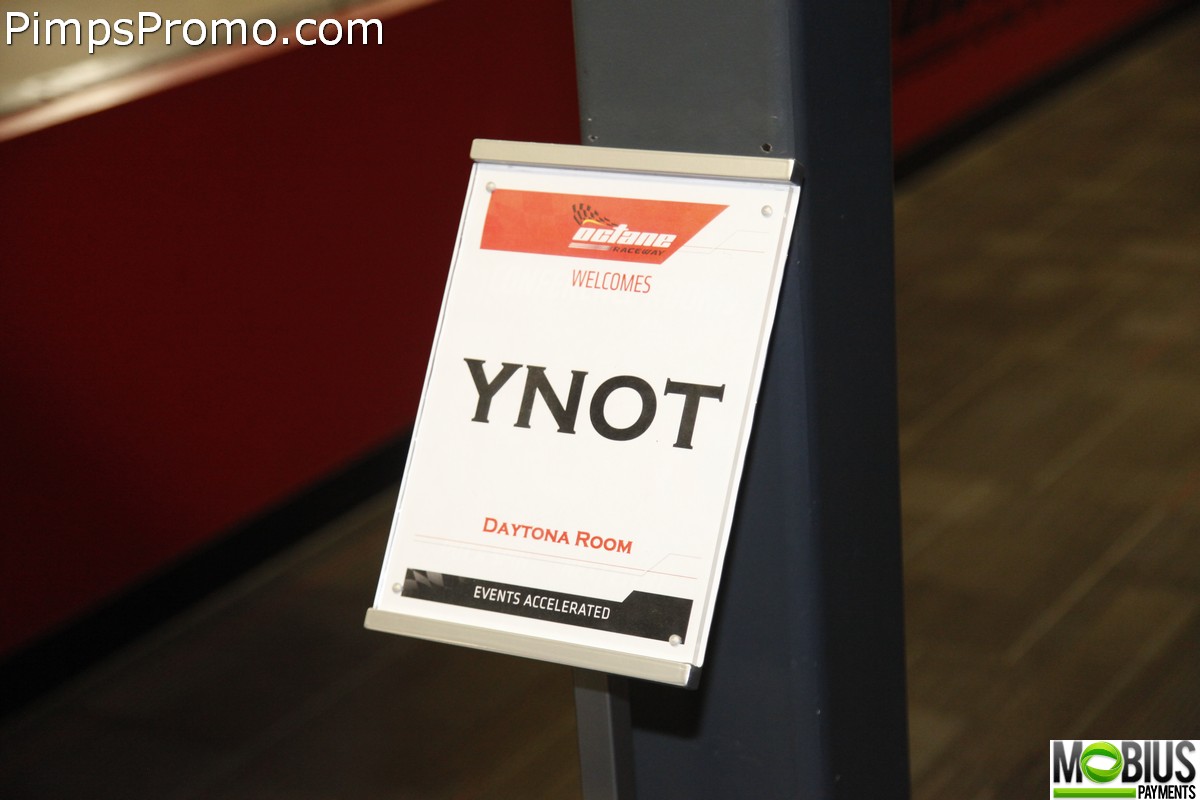 PimpsPromo.com
octane
RACEWAY
WELCOMES
YNOT
DAYTONA ROOM
EVENTS ACCELERATED
MOBIUS
PAYMENTS